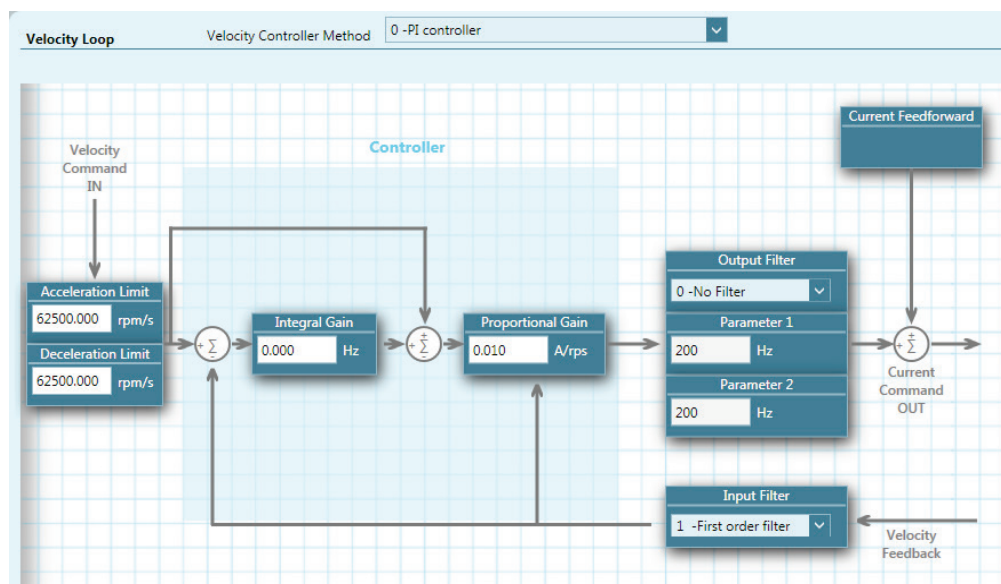 Velocity Loop
Velocity Controller Method
0 -PI controller
Current Feedforward
Velocity
Command
IN
Controller
Acceleration Limit
62500.000 rpm/s
Deceleration Limit
62500.000 rpm/s
+ Σ -
Integral Gain
0.000 Hz
± + Σ -
Proportional Gain
0.010 A/rps
Output Filter
0 -No Filter
Parameter 1
200 Hz
Parameter 2
200 Hz
± + Σ
Current
Command
OUT
Input Filter
1 -First order filter
Velocity
Feedback